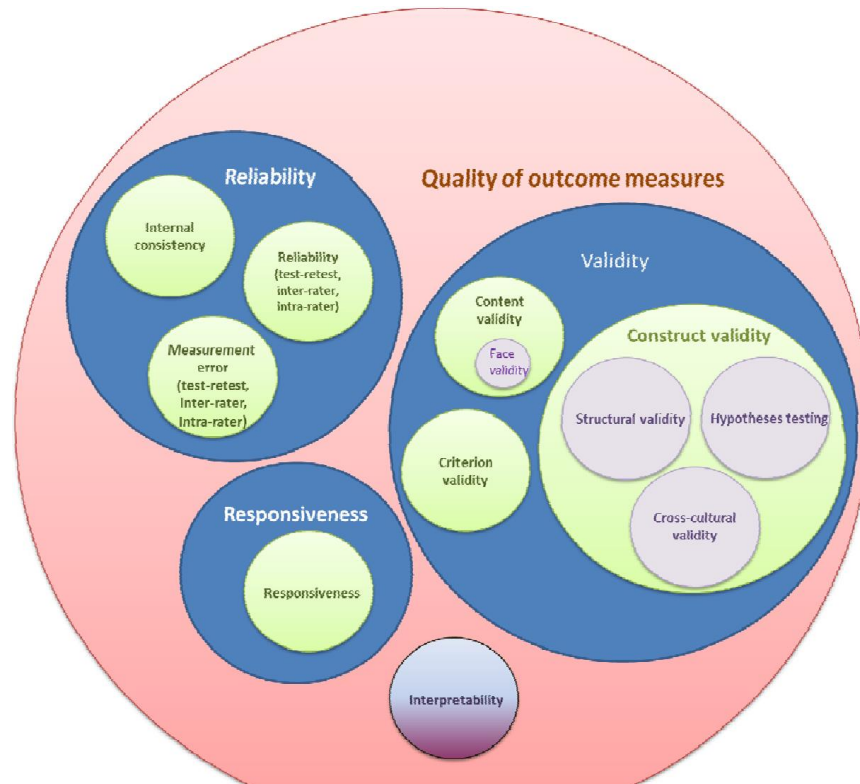 Quality of outcome measures
Reliability
Internal
consistency
Reliability
(test-retest,
inter-rater,
intra-rater)
Measurement
error
(test-retest,
inter-rater,
intra-rater)
Validity
Content
validity
Face
validity
Construct validity
Structural validity
Hypotheses testing
Cross-cultural
validity
Criterion
validity
Responsiveness
Responsiveness
Interpretability